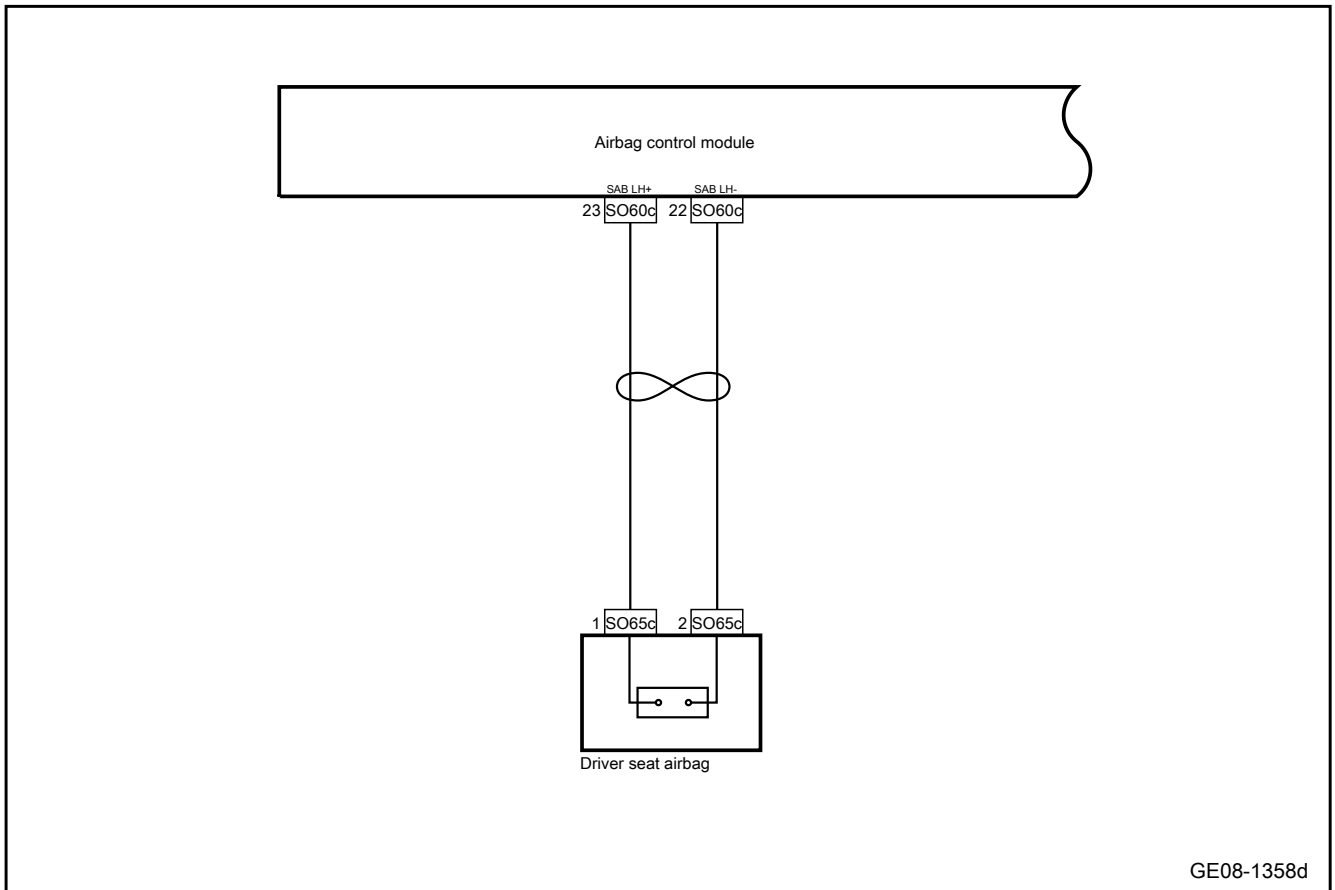 Airbag control module
SAB LH+ SAB LH-
23 SO60c 22 SO60c
1 SO65c 2 SO65c
Driver seat airbag
GE08-1358d